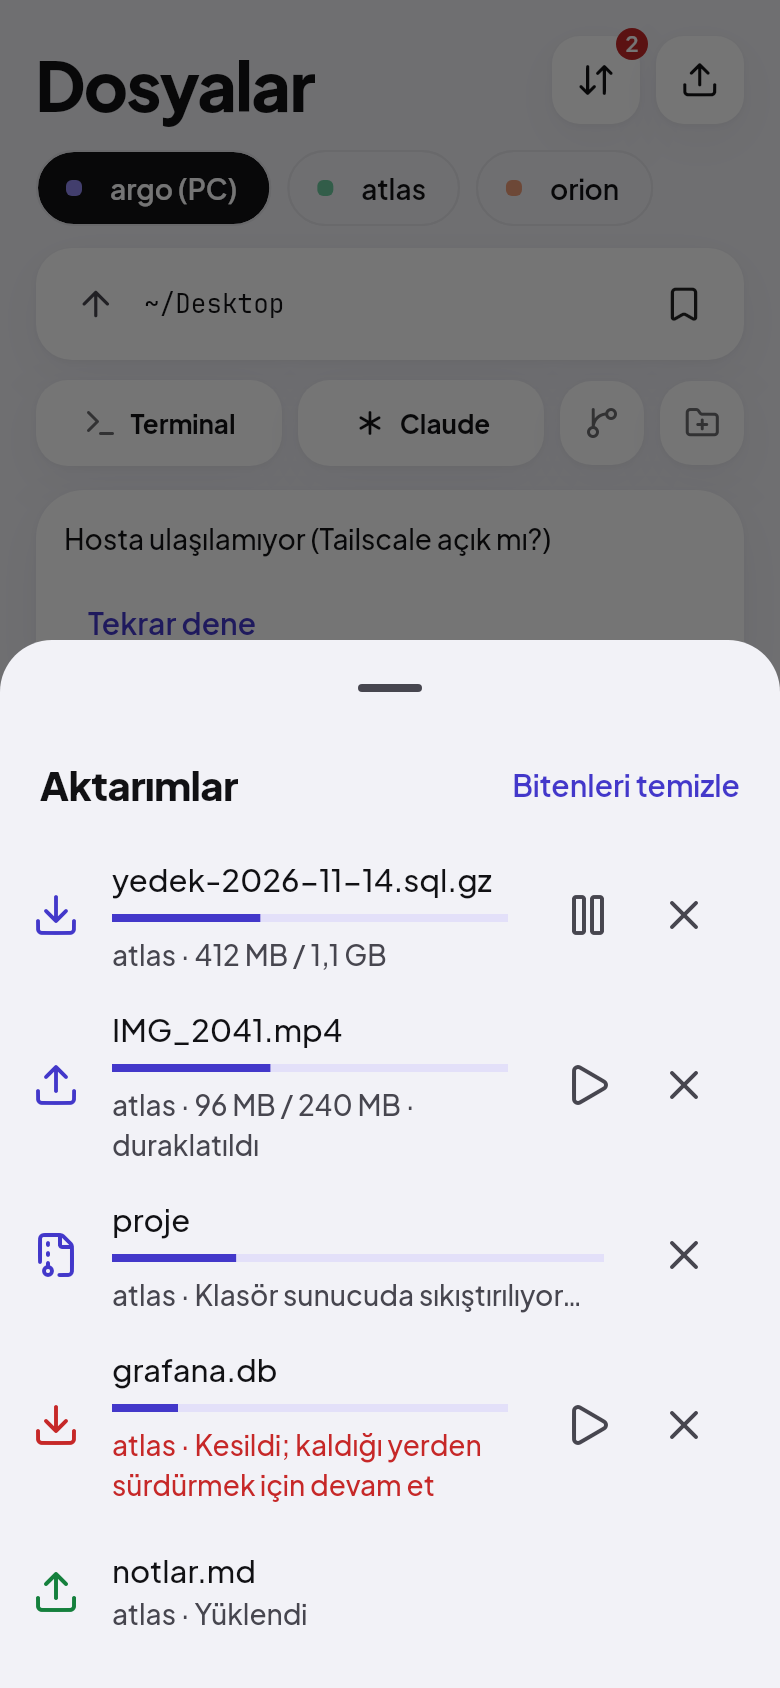 Dosyalar
2
argo (PC)
atlas
orion
~/Desktop
Terminal
Claude
Hosta ulaşılamıyor (Tailscale açık mı?)
Tekrar dene
Aktarımlar
Bitenleri temizle
yedek-2026-11-14.sql.gz
atlas · 412 MB / 1,1 GB
IMG_2041.mp4
atlas · 96 MB / 240 MB ·
duraklatıldı
proje
atlas · Klasör sunucuda sıkıştırılıyor…
grafana.db
atlas · Kesildi; kaldığı yerden
sürdürmek için devam et
notlar.md
atlas · Yüklendi